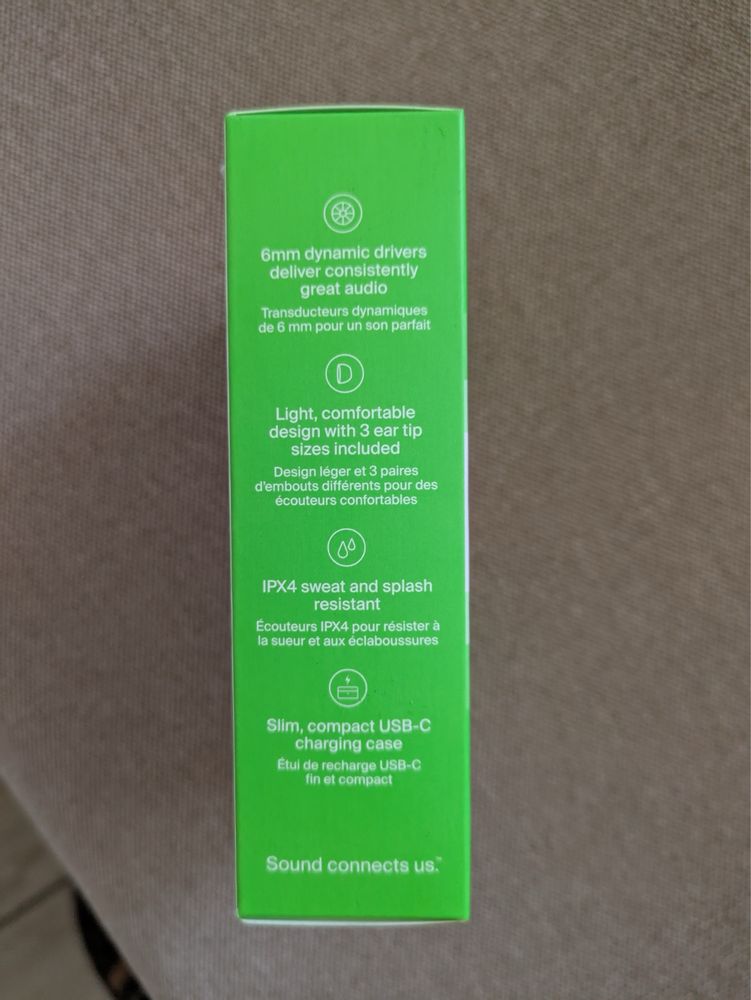 6mm dynamic drivers
deliver consistently
great audio
Transducteurs dynamiques
de 6 mm pour un son parfait
Light, comfortable
design with 3 ear tip
sizes included
Design léger et 3 paires
d'embouts différents pour des
écouteurs confortables
IPX4 sweat and splash
resistant
Écouteurs IPX4 pour résister à
la sueur et aux éclaboussures
Slim, compact USB-C
charging case
Étui de recharge USB-C
fin et compact
Sound connects us.™